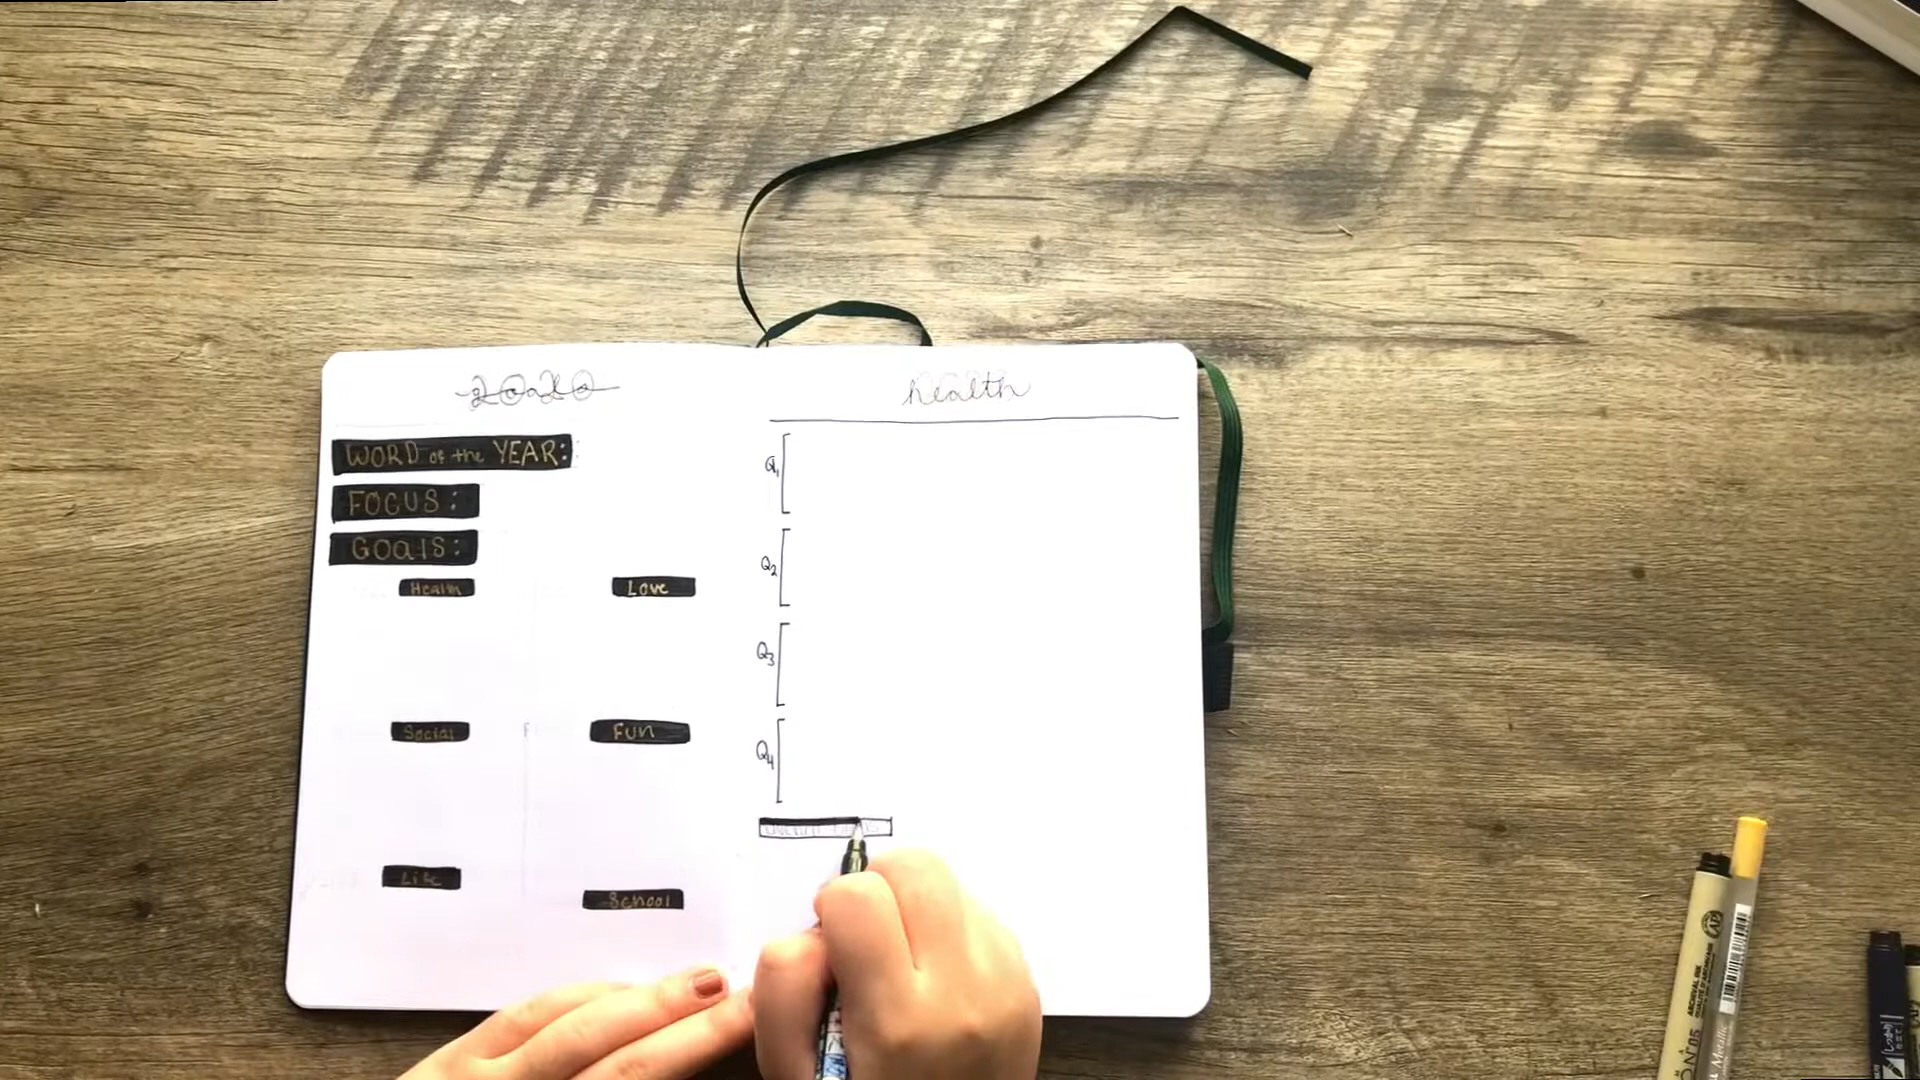 2020
health
WORD of the YEAR:
FOCUS:
GOALS:
Health
Love
Social
Fun
Life
School
Q1
Q2
Q3
Q4